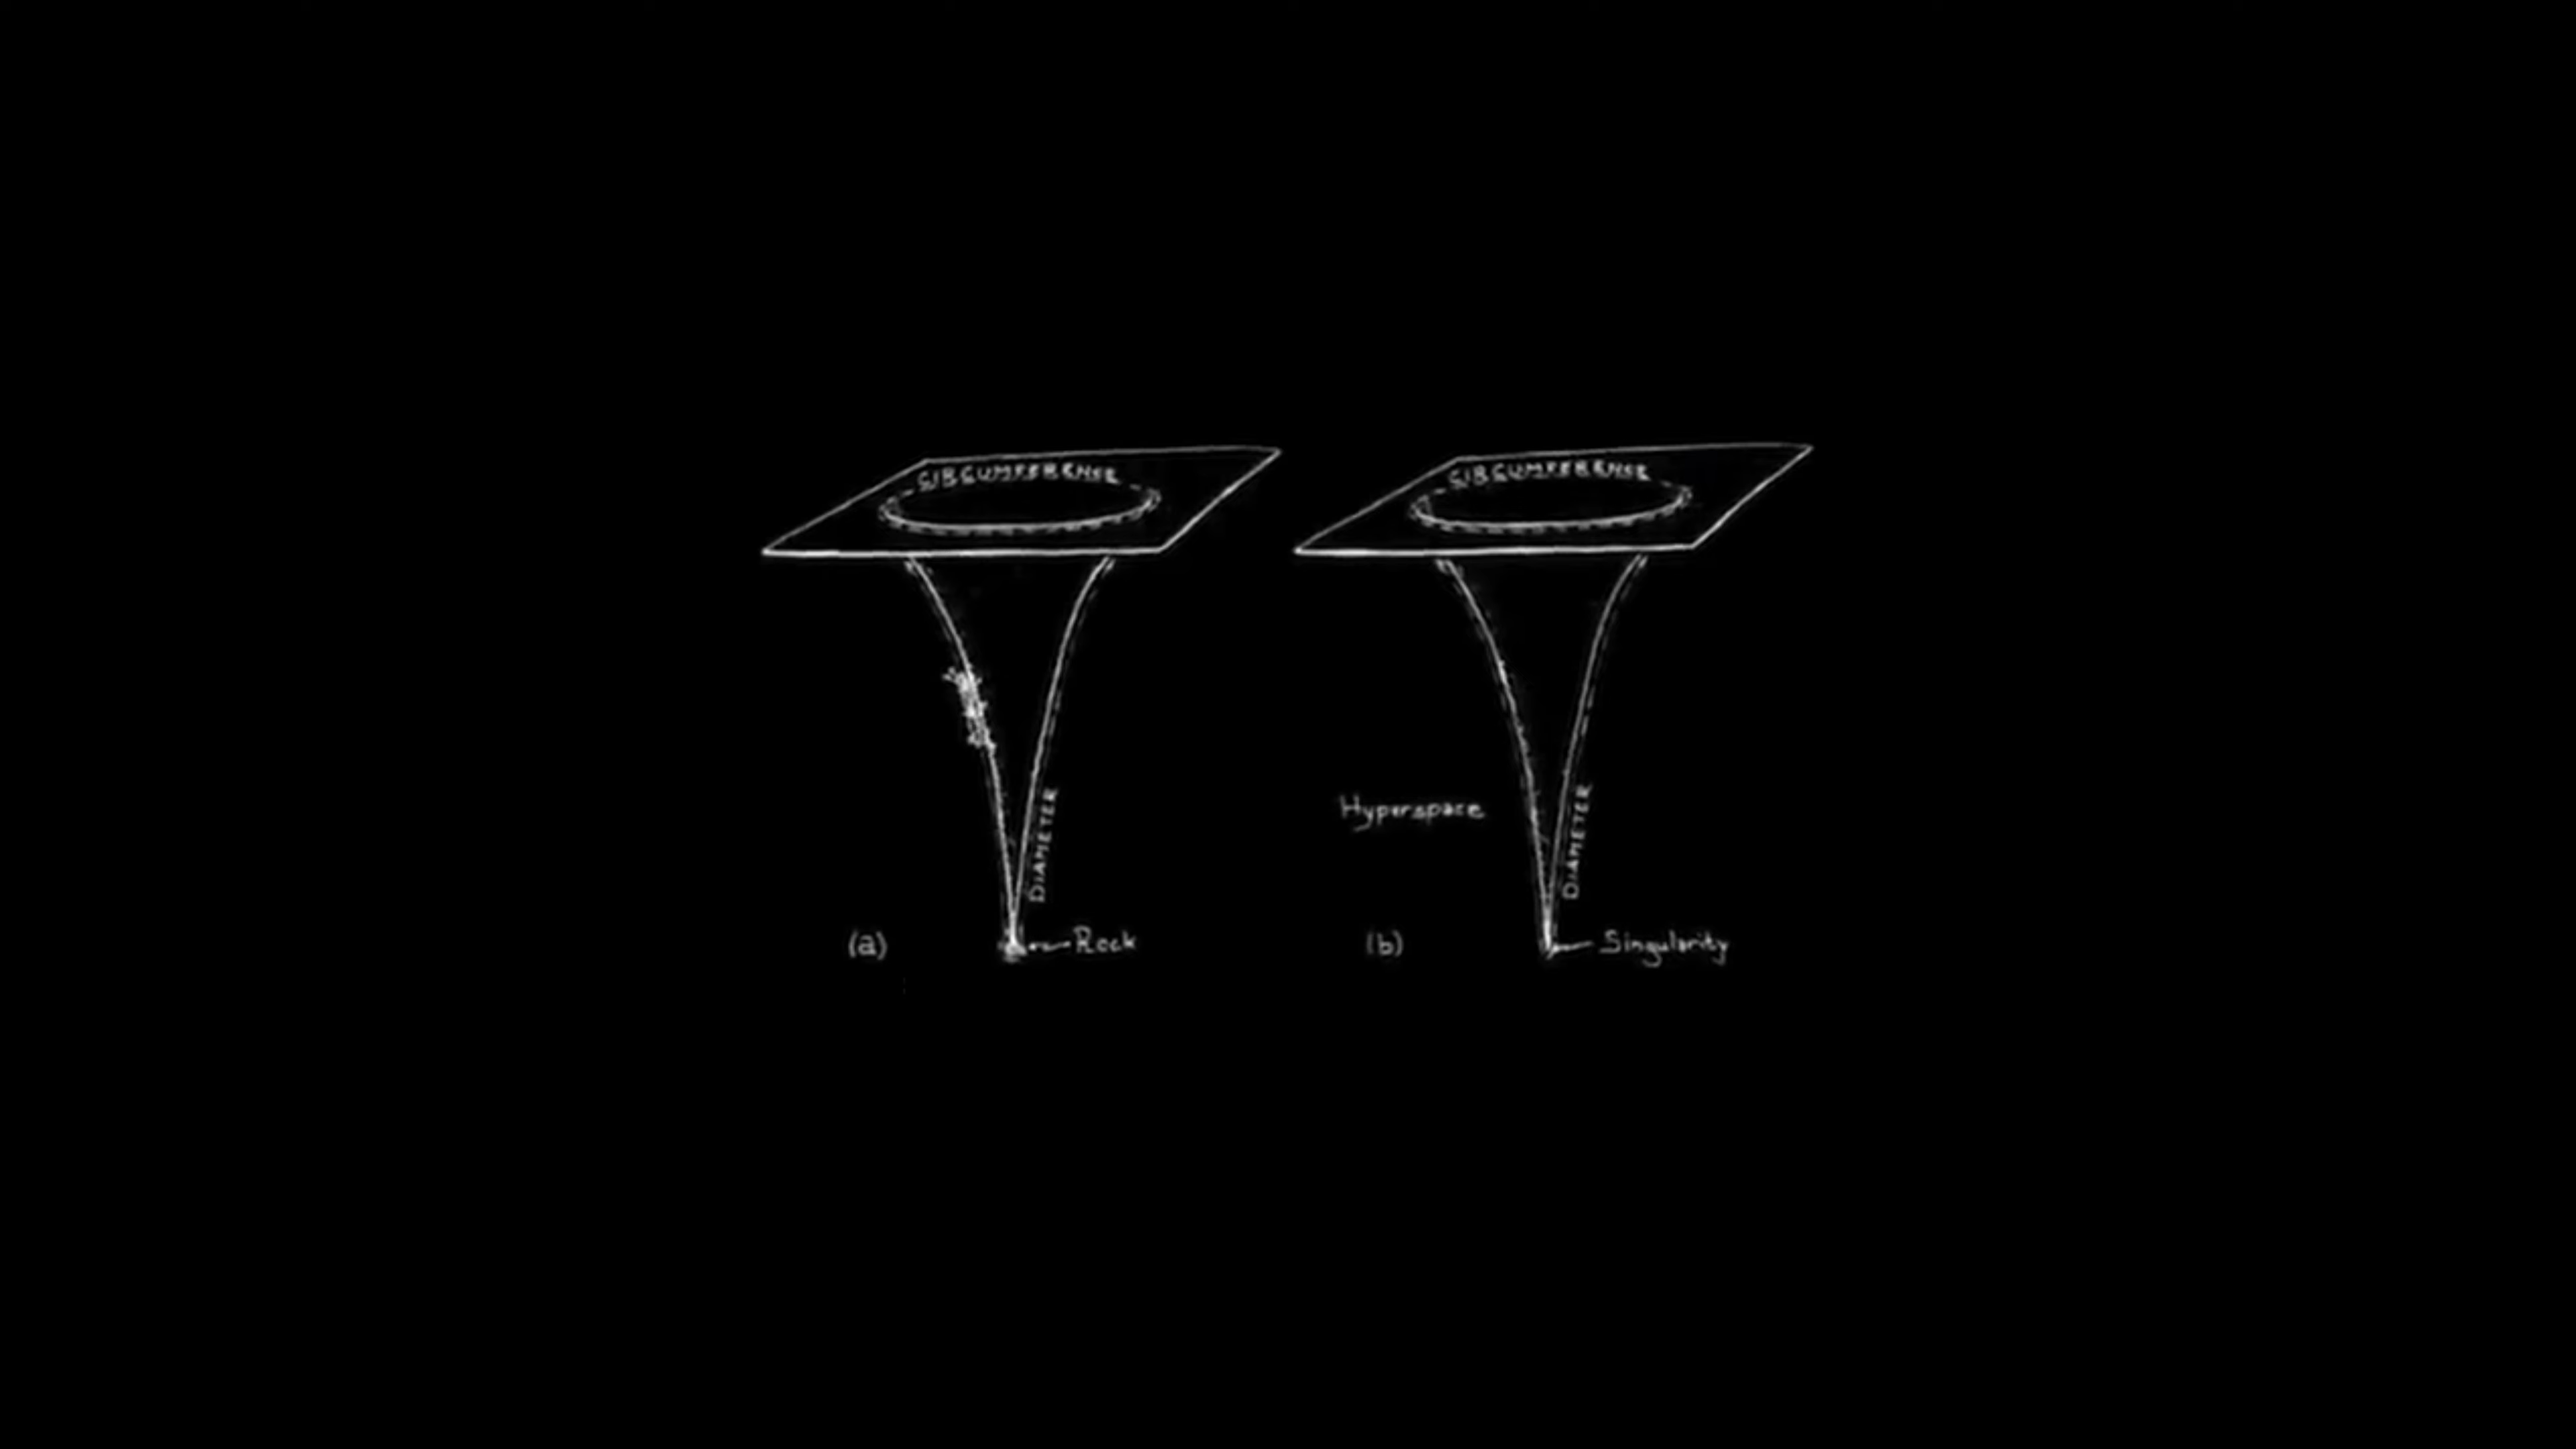 CIRCUMFERENCE
DIAMETER
(a)
Rock
CIRCUMFERENCE
Hyperspace
DIAMETER
(b)
Singularity